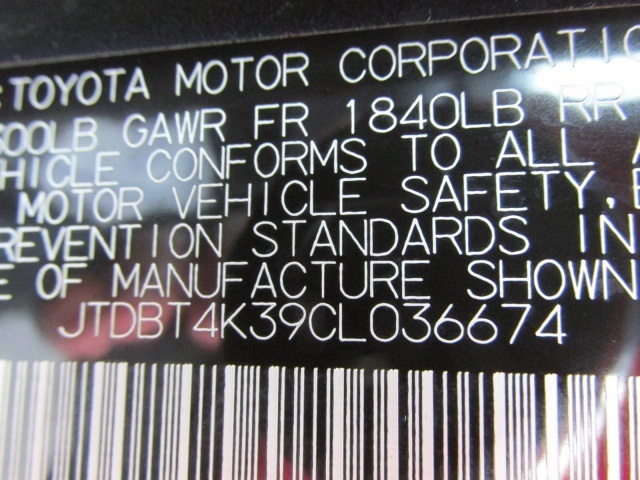 : TOYOTA MOTOR CORPORATIO
600LB GAWR FR 1840LB RR
HICLE CONFORMS TO ALL A
MOTOR VEHICLE SAFETY,
REVENTION STANDARDS IN
E OF MANUFACTURE SHOWN
JTDBT4K39CL036674